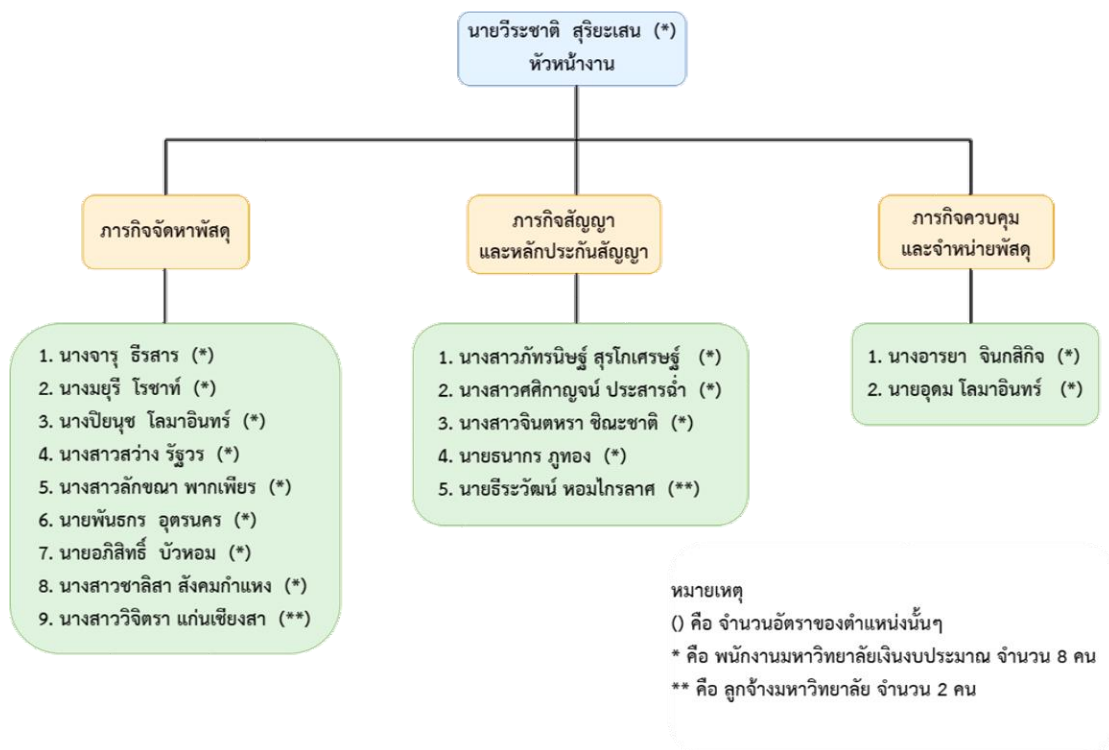 นายวีระชาติ สุริยะเสน (*)
หัวหน้างาน
ภารกิจจัดหาพัสดุ
ภารกิจสัญญา
และหลักประกันสัญญา
ภารกิจควบคุม
และจำหน่ายพัสดุ
1. นางจารุ ธีรสาร (*)
2. นางมยุรี โรชาท์ (*)
3. นางปิยนุช โลมาอินทร์ (*)
4. นางสาวสว่าง รัฐวร (*)
5. นางสาวลักขณา พากเพียร (*)
6. นายพันธกร อุตรนคร (*)
7. นายอภิสิทธิ์ บัวหอม (*)
8. นางสาวชาลิสา สังคมกำแหง (*)
9. นางสาววิจิตรา แก่นเชียงสา (**)
1. นางสาวภัทรนิษฐ์ สุรโกเศรษฐ์ (*)
2. นางสาวศศิกาญจน์ ประสารฉ่ำ (*)
3. นางสาวจินตหรา ชิณะชาติ (*)
4. นายธนากร ภูทอง (*)
5. นายธีระวัฒน์ หอมไกรลาศ (**)
1. นางอารยา จินกสิกิจ (*)
2. นายอุดม โลมาอินทร์ (*)
หมายเหตุ
() คือ จำนวนอัตราของตำแหน่งนั้นๆ
* คือ พนักงานมหาวิทยาลัยเงินงบประมาณ จำนวน 8 คน
** คือ ลูกจ้างมหาวิทยาลัย จำนวน 2 คน